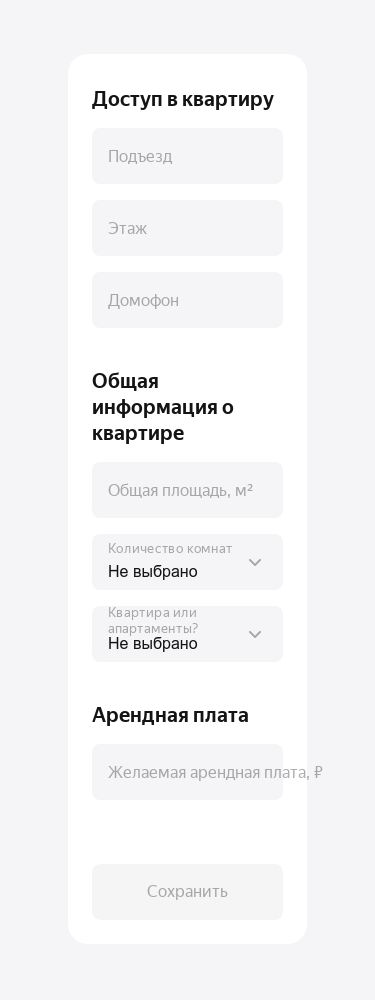 Доступ в квартиру
Подъезд
Этаж
Домофон
Общая
информация о
квартире
Общая площадь, м²
Количество комнат
Не выбрано
Квартира или
апартаменты?
Не выбрано
Арендная плата
Желаемая арендная плата, ₽
Сохранить